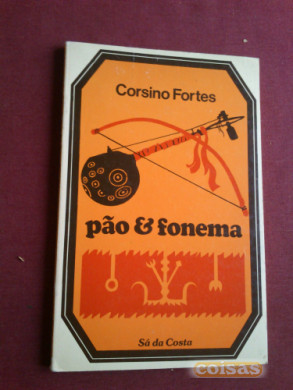 Corsino Fortes
pão & fonema
Sá da Costa
coisas